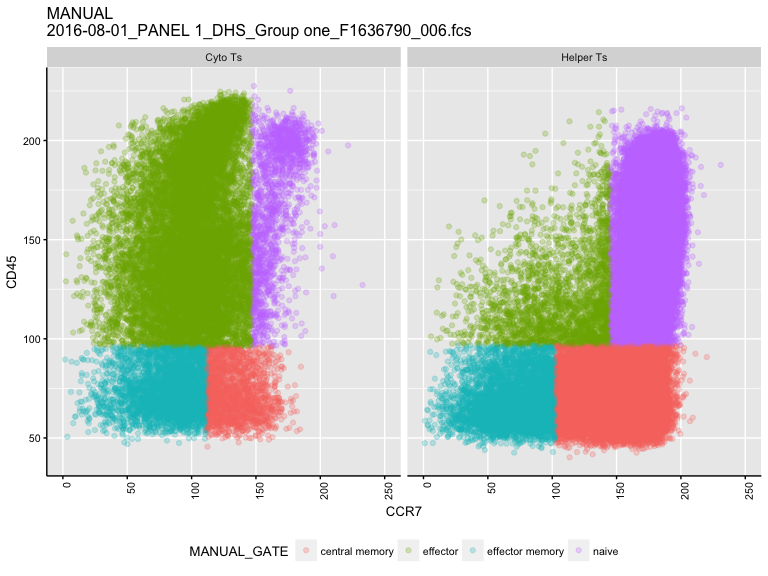 MANUAL
2016-08-01_PANEL 1_DHS_Group one_F1636790_006.fcs
Cyto Ts
Helper Ts
200
150
100
50
CD45
0
50
100
150
200
250
0
50
100
150
200
250
CCR7
MANUAL_GATE
central memory
effector
effector memory
naive